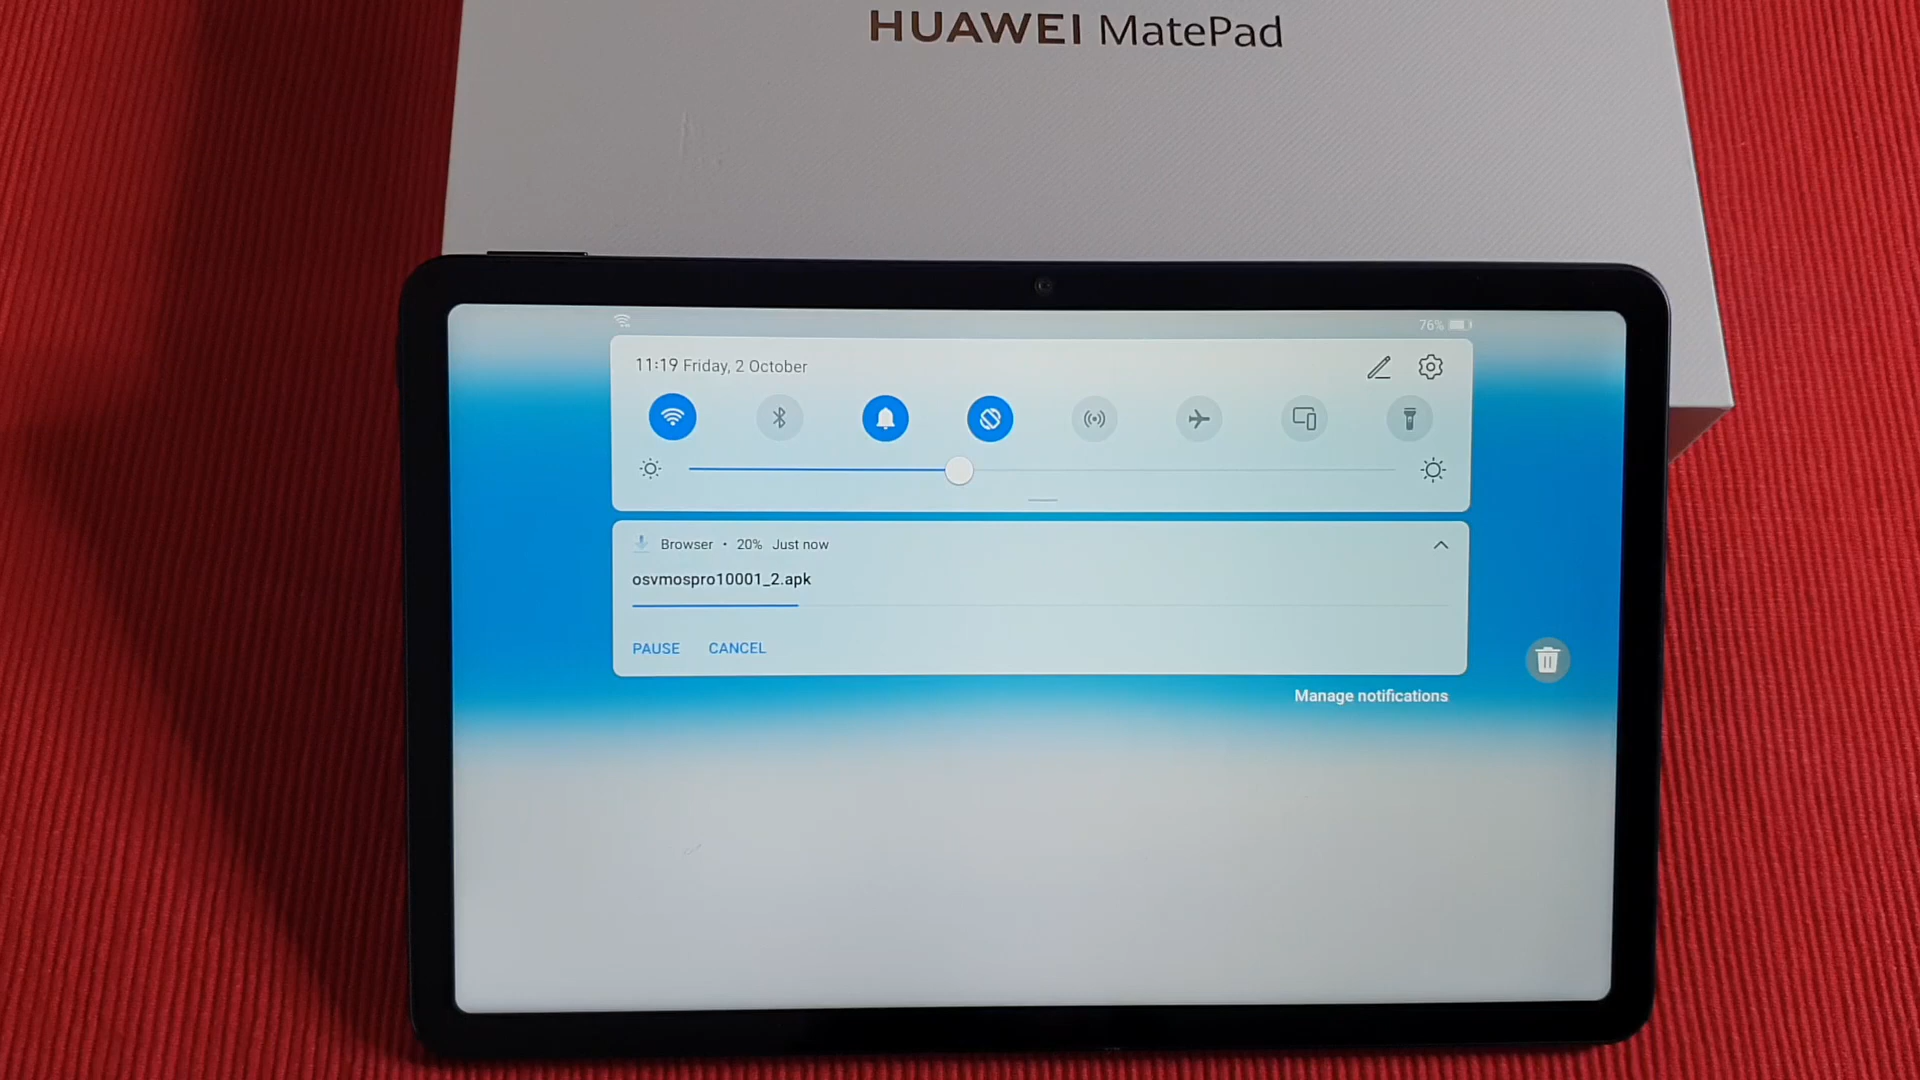 HUAWEI MatePad
76%
11:19 Friday, 2 October
Browser • 20% Just now
osvmospro10001_2.apk
PAUSE CANCEL
Manage notifications